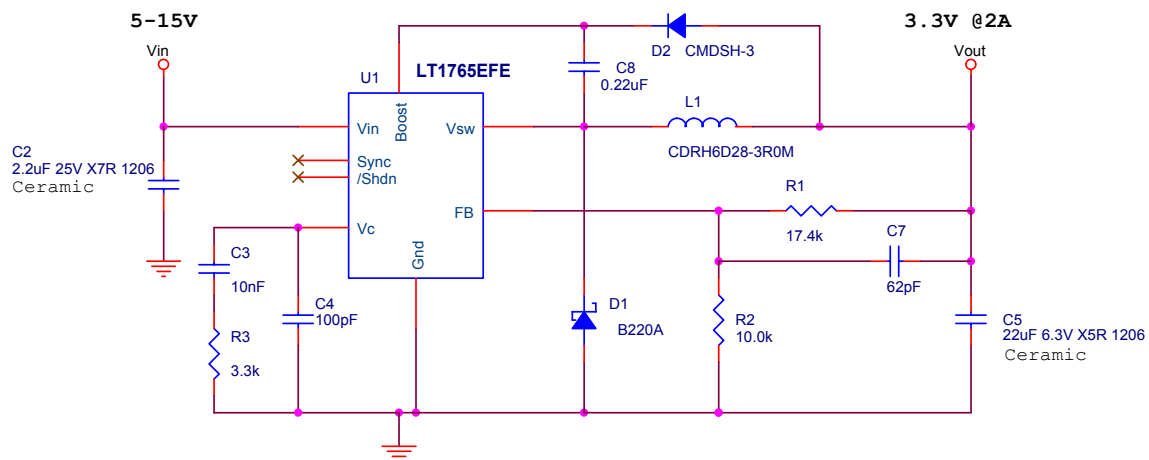 5-15V
3.3V @2A
Vin
Vout
D2 CMDSH-3
C8
0.22uF
U1
LT1765EFE
L1
CDRH6D28-3R0M
Vin
Boost
Vsw
Sync
/Shdn
FB
Vc
Gnd
C2
2.2uF 25V X7R 1206
Ceramic
R1
17.4k
C7
62pF
C3
10nF
C4
100pF
R3
3.3k
D1
B220A
R2
10.0k
C5
22uF 6.3V X5R 1206
Ceramic